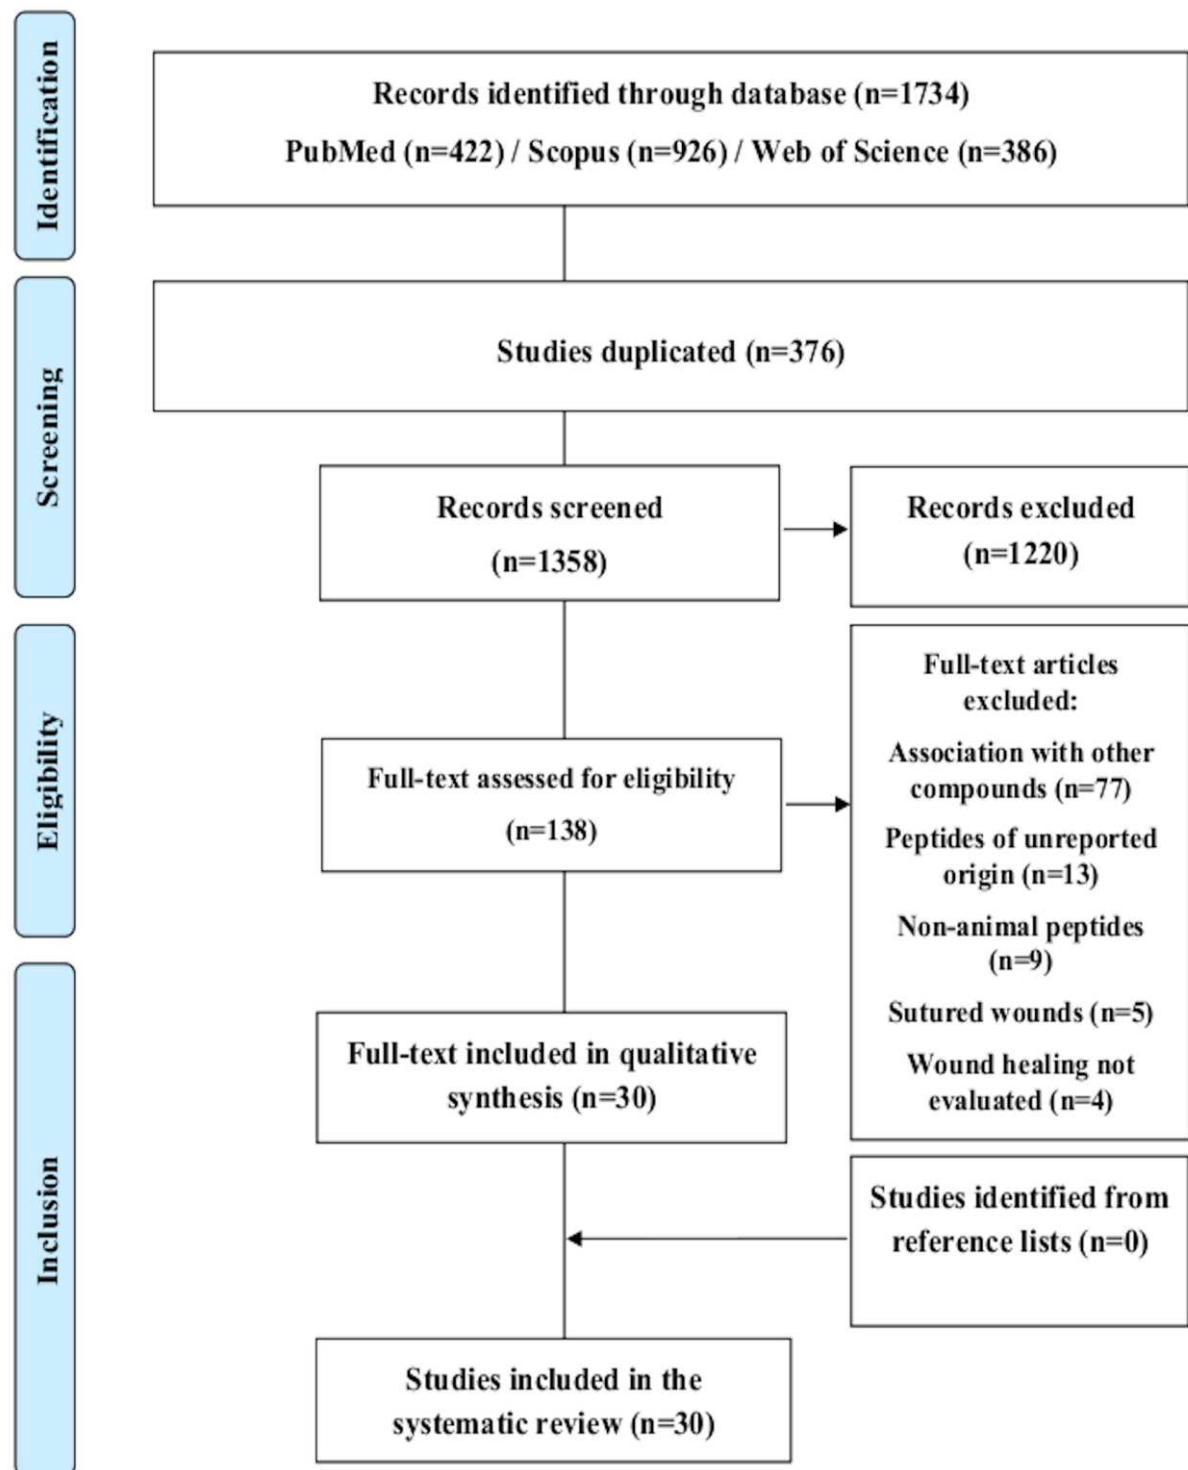 Identification
Records identified through database (n=1734)
PubMed (n=422) / Scopus (n=926) / Web of Science (n=386)
Screening
Studies duplicated (n=376)
Records screened
(n=1358)
Records excluded
(n=1220)
Eligibility
Full-text assessed for eligibility
(n=138)
Full-text articles
excluded:
Association with other
compounds (n=77)
Peptides of unreported
origin (n=13)
Non-animal peptides
(n=9)
Sutured wounds (n=5)
Wound healing not
evaluated (n=4)
Inclusion
Full-text included in qualitative
synthesis (n=30)
Studies identified from
reference lists (n=0)
Studies included in the
systematic review (n=30)